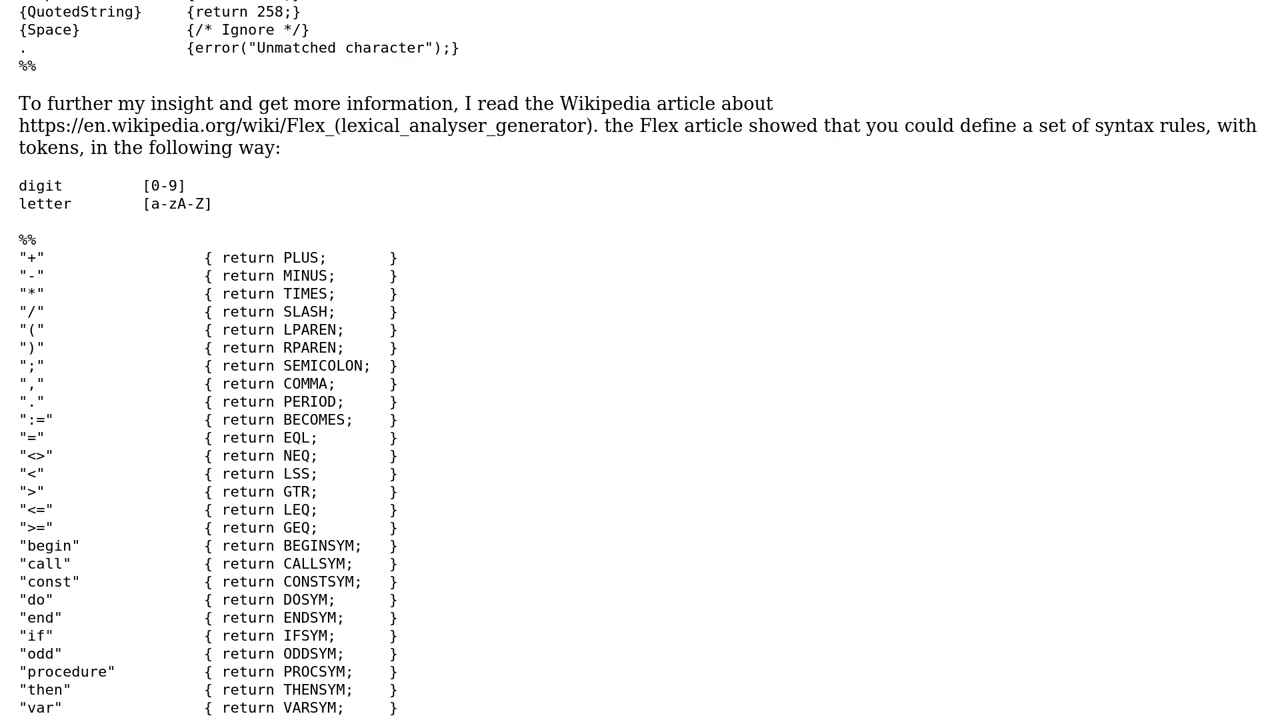 {QuotedString}     {return 258;}
{Space}            {/* Ignore */}
.                  {error("Unmatched character");}
%%
To further my insight and get more information, I read the Wikipedia article about
https://en.wikipedia.org/wiki/Flex_(lexical_analyser_generator). the Flex article showed that you could define a set of syntax rules, with
tokens, in the following way:
digit         [0-9]
letter        [a-zA-Z]
%%
"+"                  { return PLUS;       }
"-"                  { return MINUS;      }
"*"                  { return TIMES;      }
"/"                  { return SLASH;      }
"("                  { return LPAREN;     }
")"                  { return RPAREN;     }
";"                  { return SEMICOLON;  }
","                  { return COMMA;      }
"."                  { return PERIOD;     }
":="                 { return BECOMES;    }
"="                  { return EQL;        }
"<>"                 { return NEQ;        }
"<"                  { return LSS;        }
">"                  { return GTR;        }
"<="                 { return LEQ;        }
">="                 { return GEQ;        }
"begin"              { return BEGINSYM;   }
"call"               { return CALLSYM;    }
"const"              { return CONSTSYM;   }
"do"                 { return DOSYM;      }
"end"                { return ENDSYM;     }
"if"                 { return IFSYM;      }
"odd"                { return ODDSYM;     }
"procedure"          { return PROCSYM;    }
"then"               { return THENSYM;    }
"var"                { return VARSYM;     }